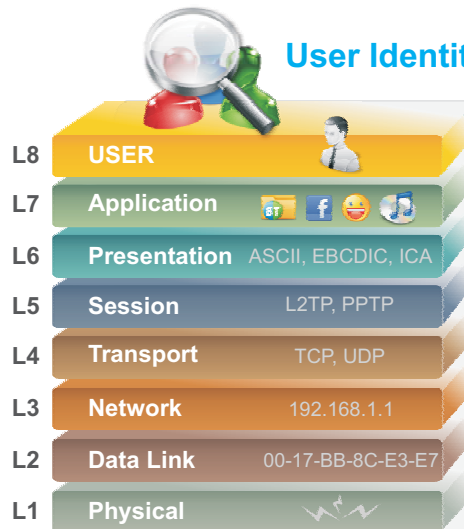 User Identit
L8 USER
L7 Application BT f
L6 Presentation ASCII, EBCDIC, ICA
L5 Session L2TP, PPTP
L4 Transport TCP, UDP
L3 Network 192.168.1.1
L2 Data Link 00-17-BB-8C-E3-E7
L1 Physical